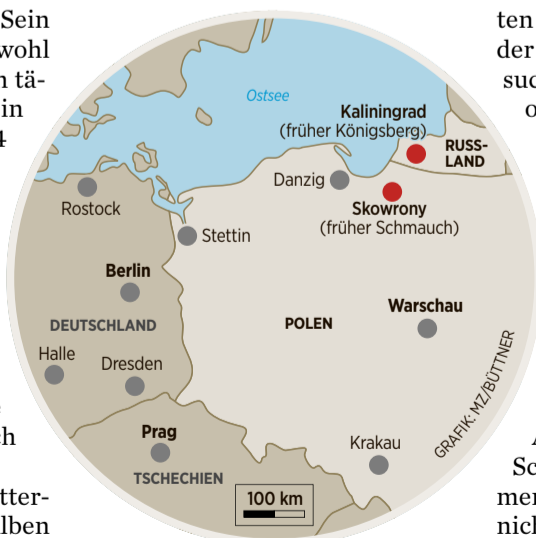 Sein
wohl
tä-
in
4
ch
tter-
lben
Ostsee
Kaliningrad
(früher Königsberg)
RUSS-
LAND
Danzig
Rostock
Skowrony
(früher Schmauch)
Stettin
Berlin
DEUTSCHLAND
POLEN
Warschau
Halle
Dresden
GRAFIK: MZ/BÜTTNER
Prag
Krakau
TSCHECHIEN
100 km
ten
der
suc
o
A
Sc
mer
nich